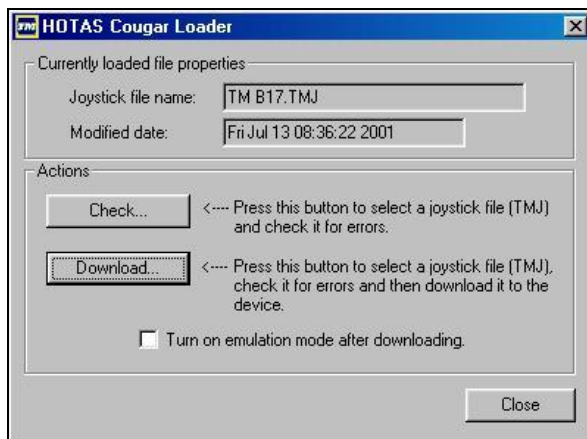 TM HOTAS Cougar Loader
Currently loaded file properties
Joystick file name: TM B17.TMJ
Modified date: Fri Jul 13 08:36:22 2001
Actions
Check... <---- Press this button to select a joystick file (TMJ)
and check it for errors.
Download... <---- Press this button to select a joystick file (TMJ),
check it for errors and then download it to the
device.
Turn on emulation mode after downloading.
Close